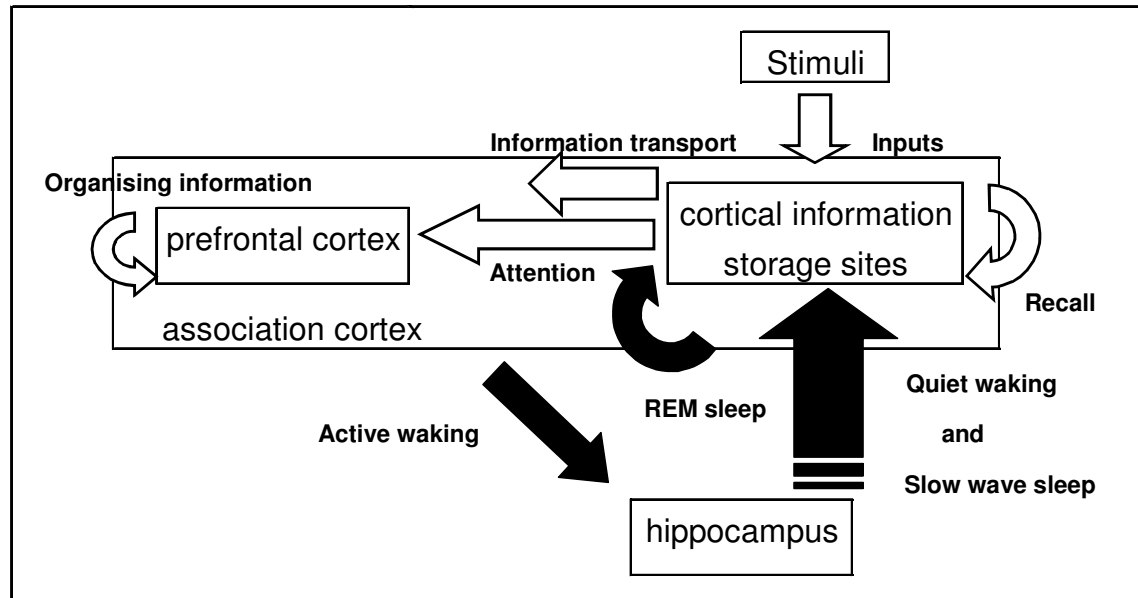 Stimuli
Information transport
Inputs
Organising information
cortical information
storage sites
prefrontal cortex
Attention
Recall
association cortex
Quiet waking
and
Slow wave sleep
REM sleep
Active waking
hippocampus